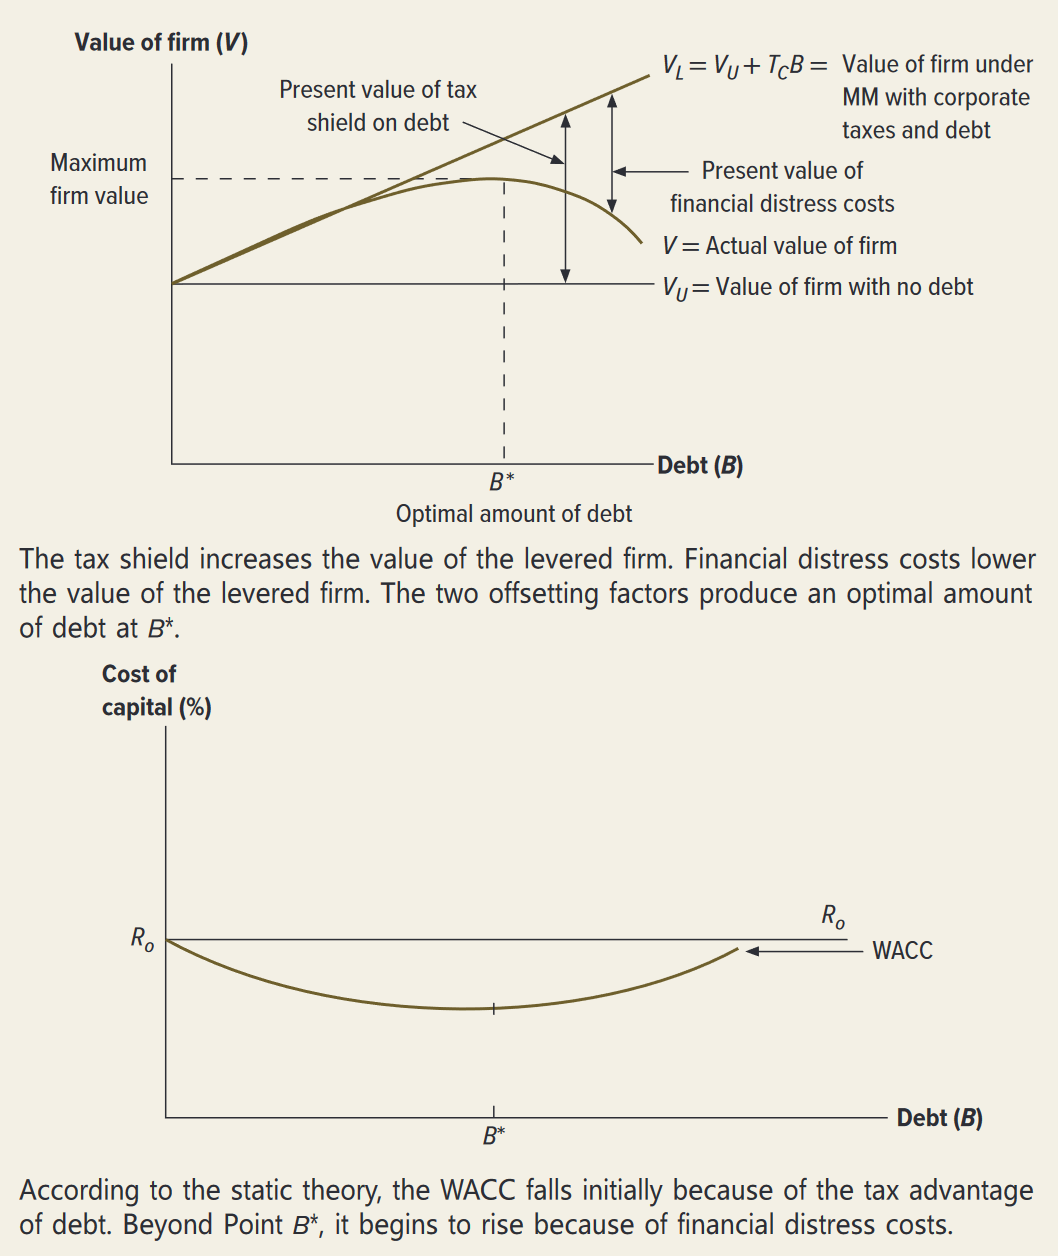 Value of firm (V)
V_L = V_U + T_C B = Value of firm under
MM with corporate
taxes and debt
Present value of tax
shield on debt
Maximum
firm value
Present value of
financial distress costs
V = Actual value of firm
V_U = Value of firm with no debt
Debt (B)
B*
Optimal amount of debt
The tax shield increases the value of the levered firm. Financial distress costs lower
the value of the levered firm. The two offsetting factors produce an optimal amount
of debt at B*.
Cost of
capital (%)
R_o
R_o
WACC
Debt (B)
B*
According to the static theory, the WACC falls initially because of the tax advantage
of debt. Beyond Point B*, it begins to rise because of financial distress costs.